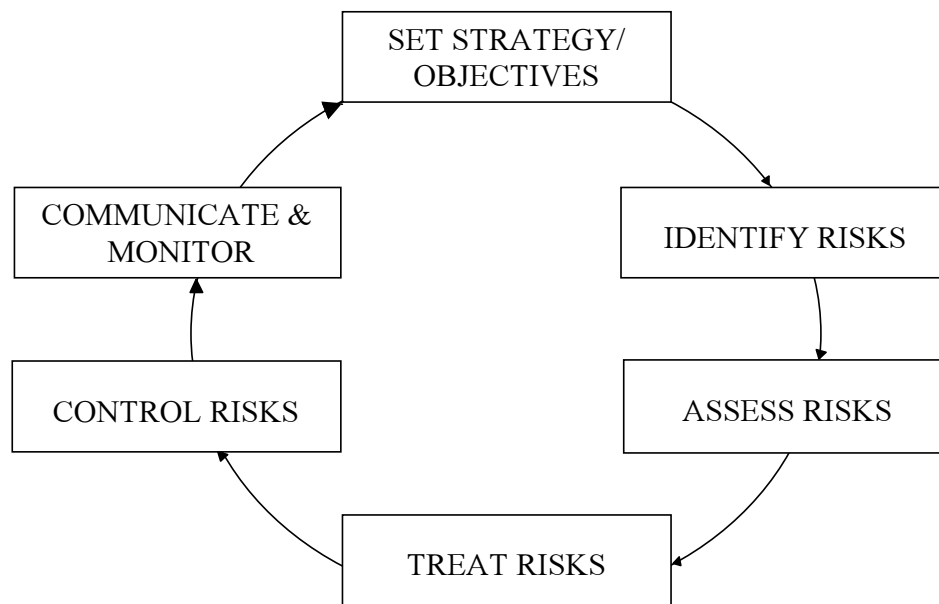 SET STRATEGY/
OBJECTIVES
IDENTIFY RISKS
ASSESS RISKS
TREAT RISKS
CONTROL RISKS
COMMUNICATE &
MONITOR